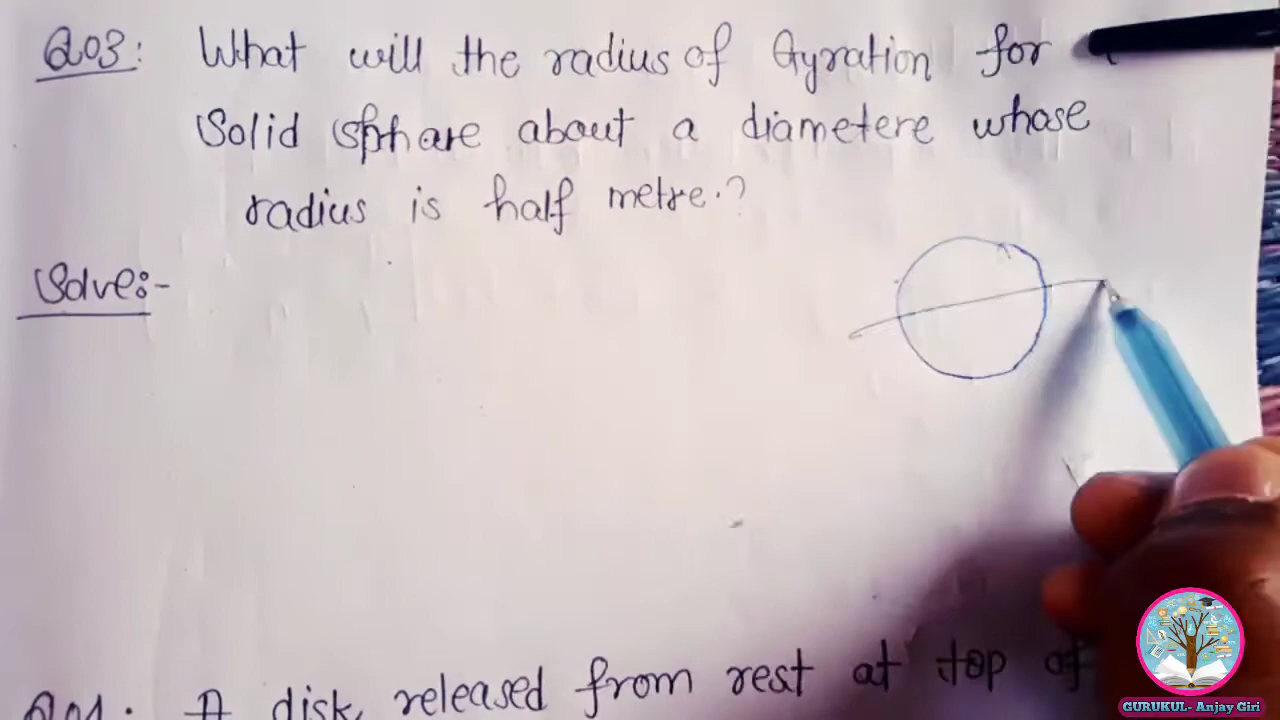 Q03: What will the radius of Gyration for
Solid sphare about a diametere whose
radius is half metre.?
Solve:-
A disk released from rest at top of
GURUKUL- Anjay Giri